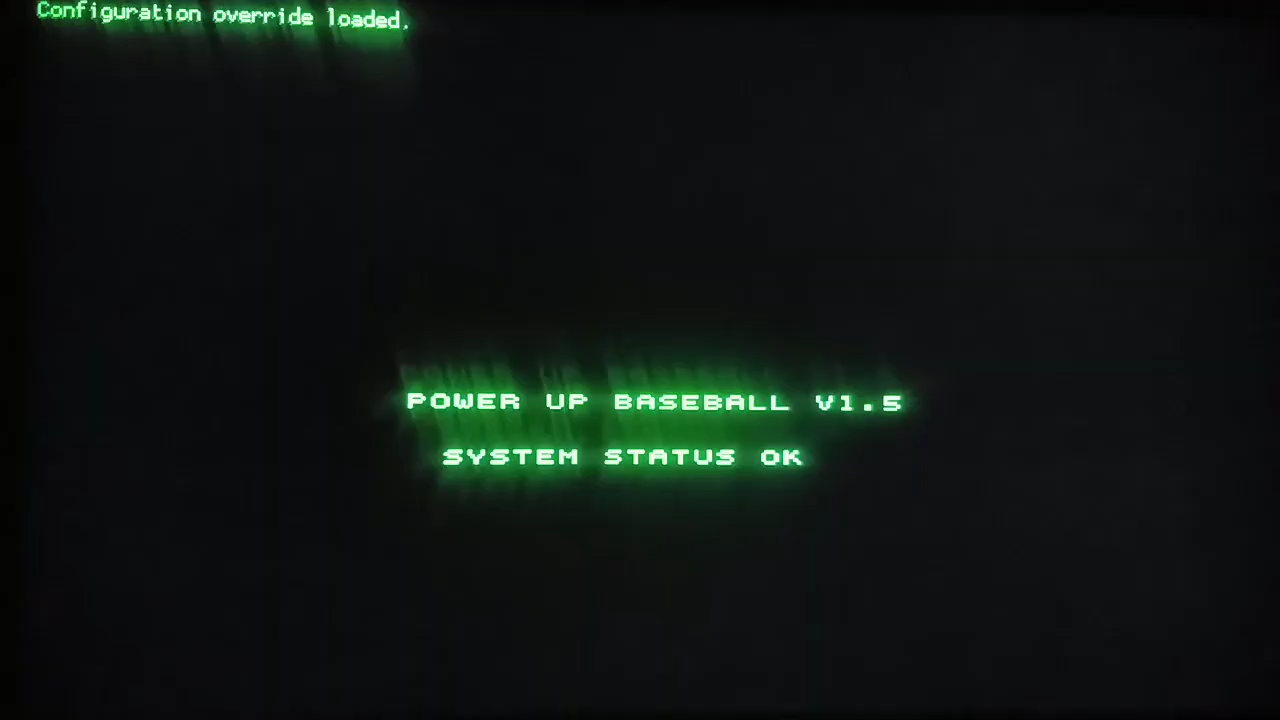 Configuration override loaded.
POWER UP BASEBALL V1.5
SYSTEM STATUS OK